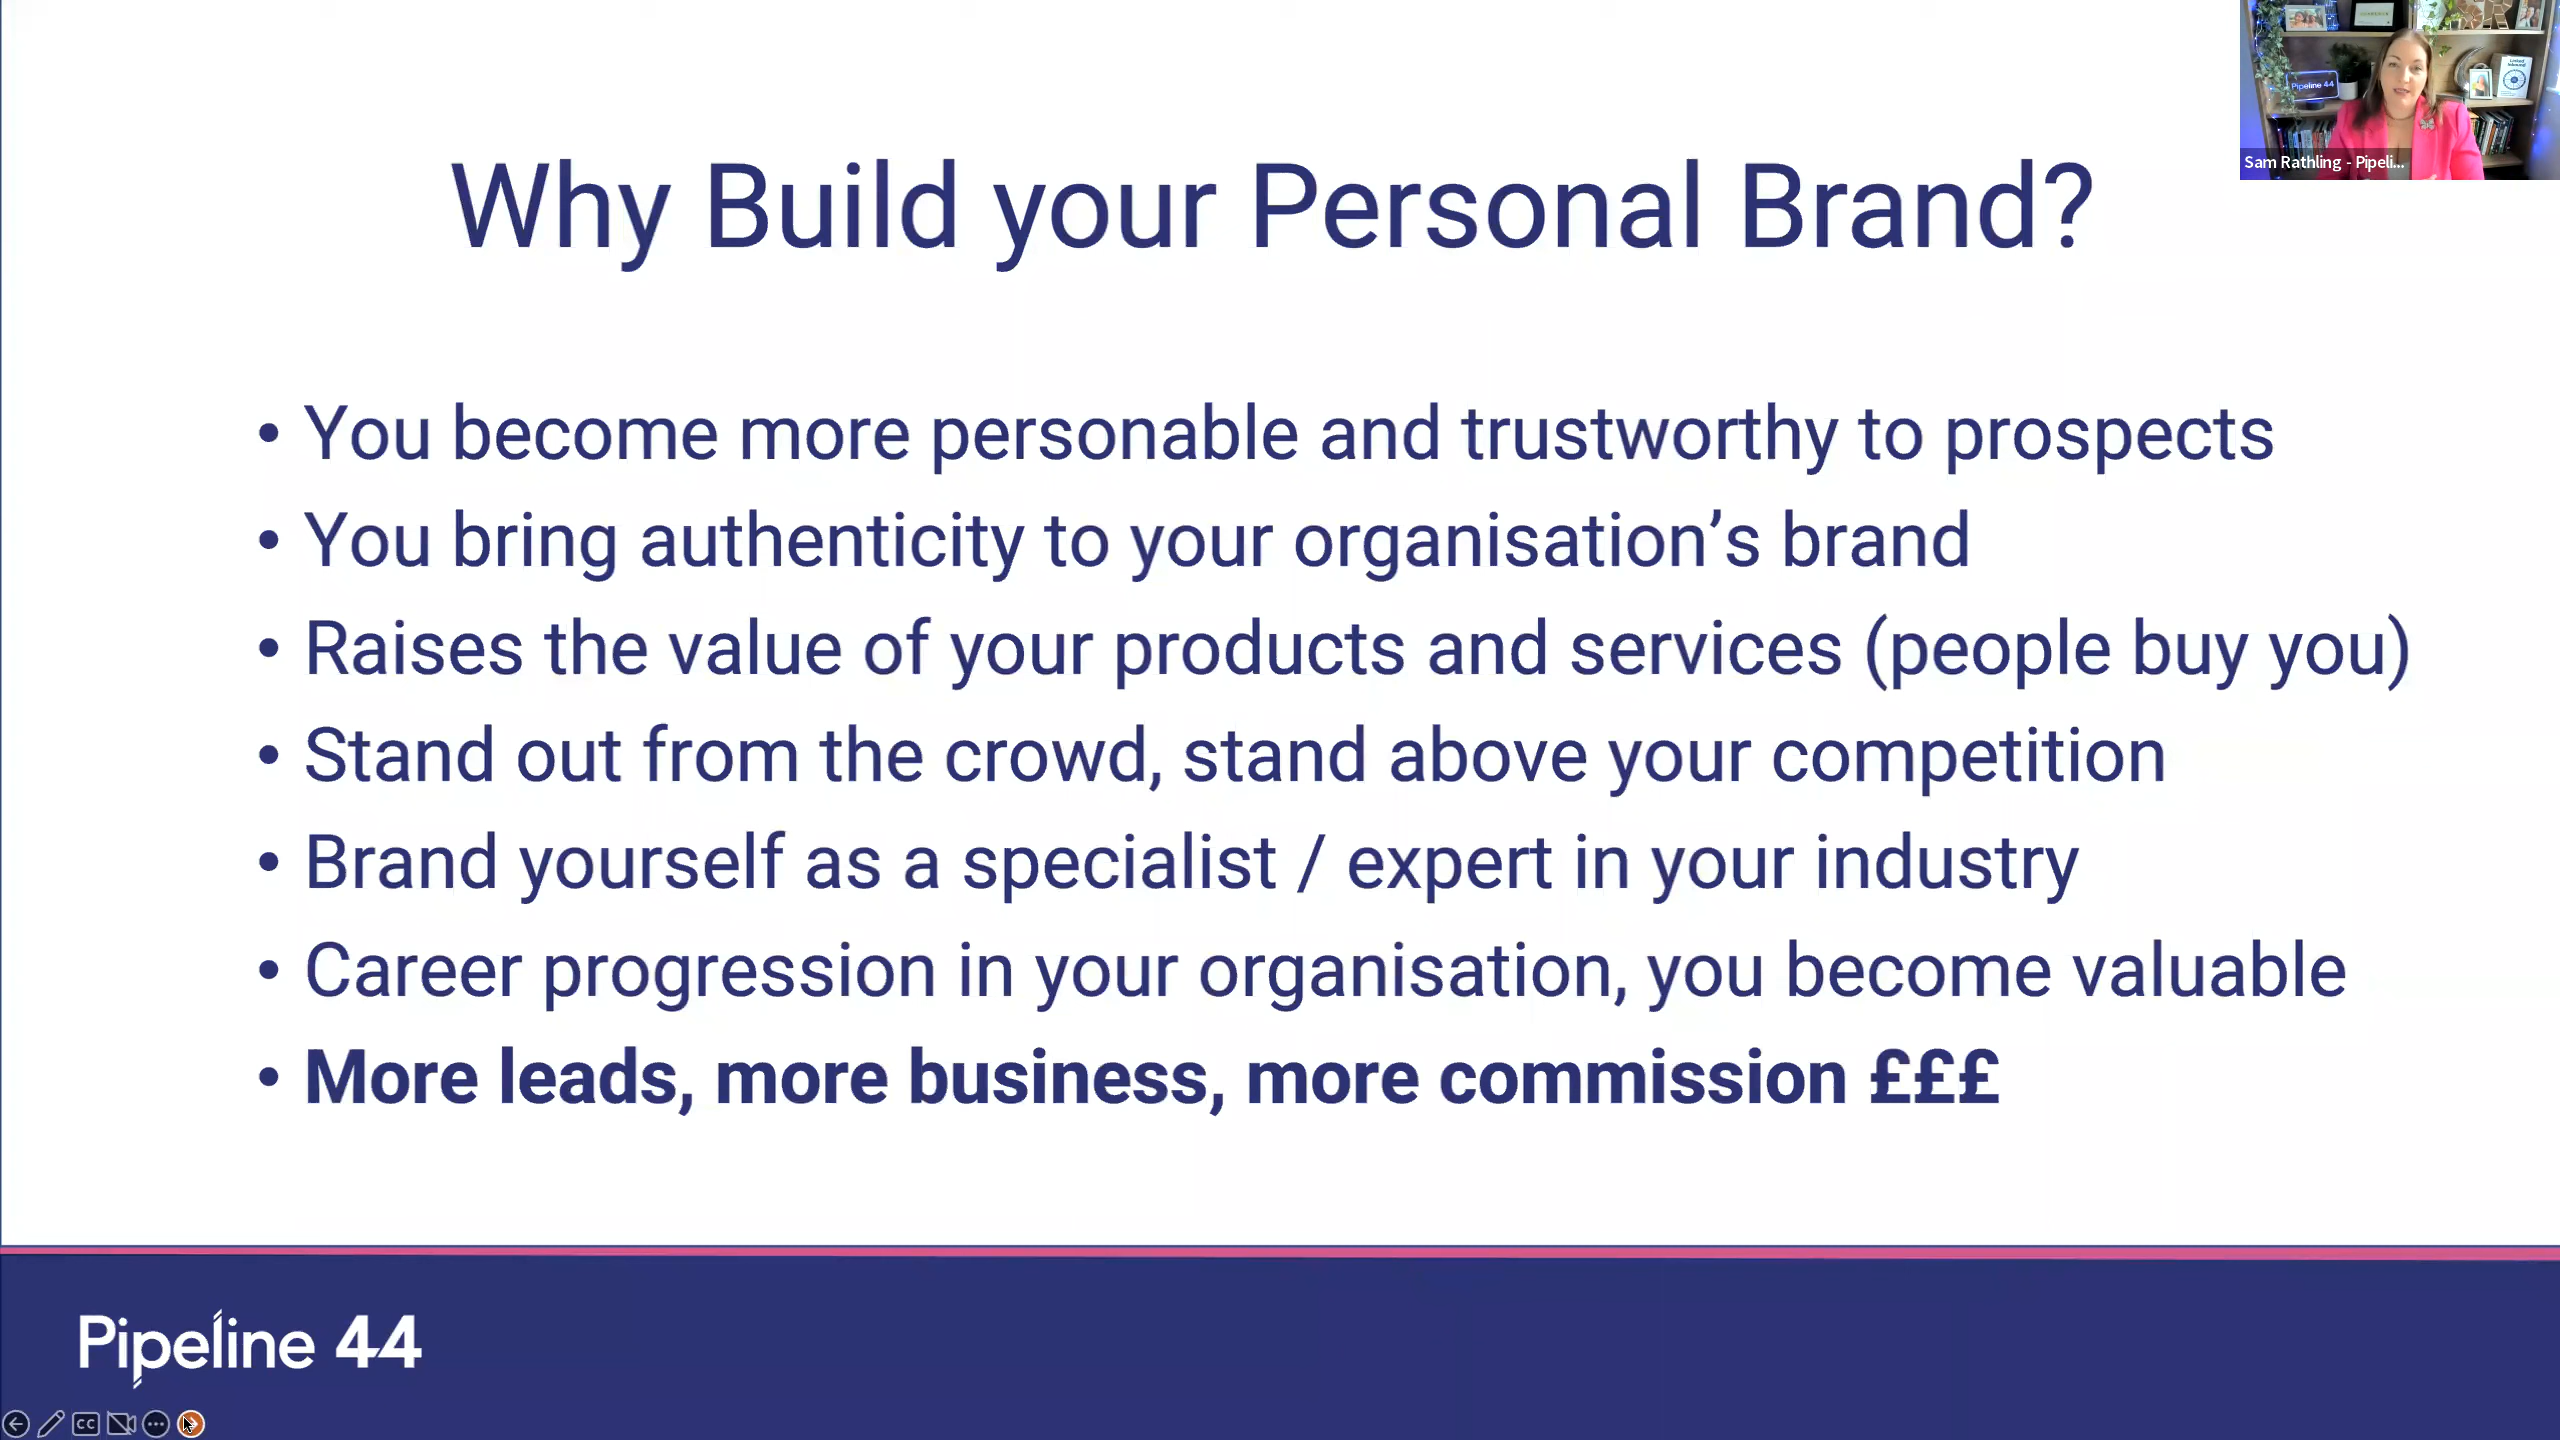 Why Build your Personal Brand?
• You become more personable and trustworthy to prospects
• You bring authenticity to your organisation’s brand
• Raises the value of your products and services (people buy you)
• Stand out from the crowd, stand above your competition
• Brand yourself as a specialist / expert in your industry
• Career progression in your organisation, you become valuable
• More leads, more business, more commission £££
Pipeline 44
Sam Rathling - Pipeli...
Pipeline 44
CC